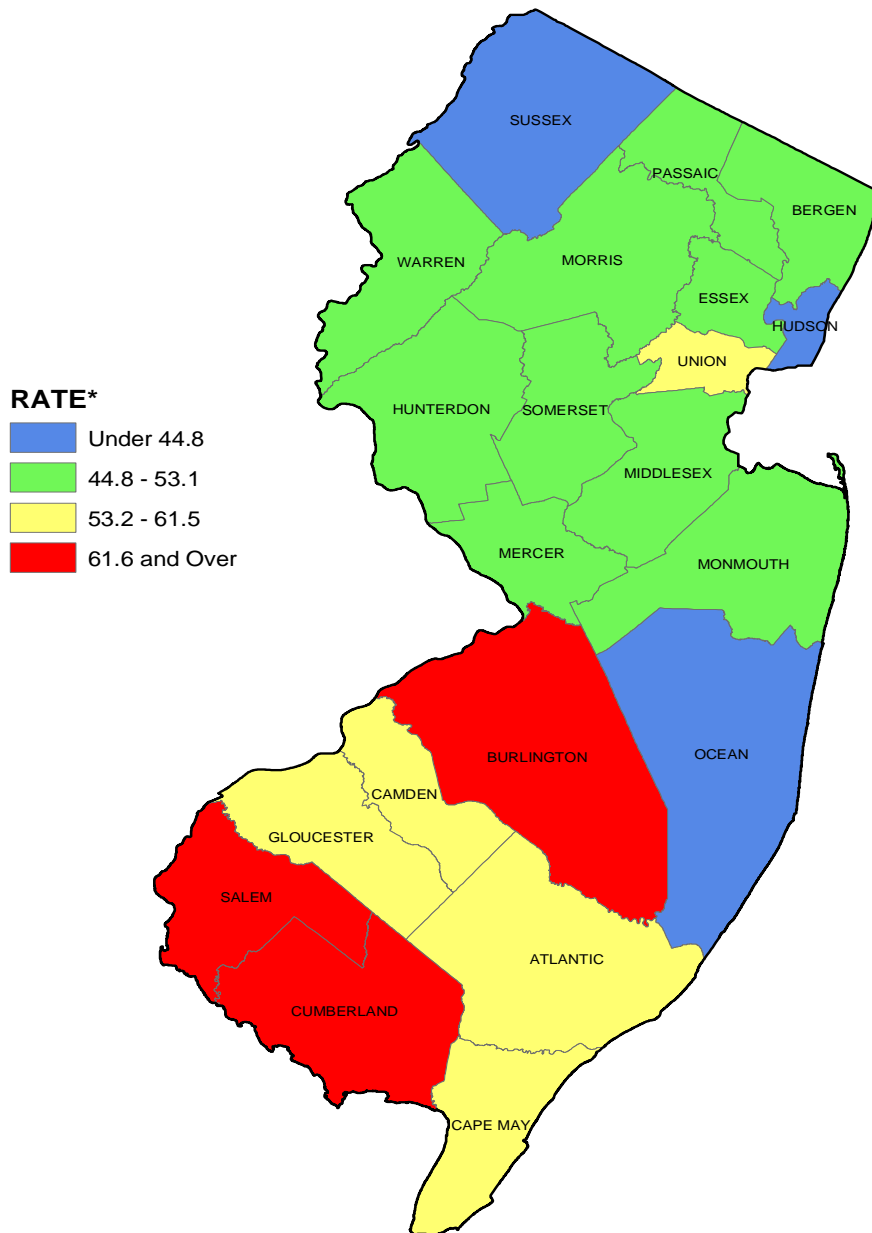 SUSSEX
PASSAIC
BERGEN
WARREN
MORRIS
ESSEX
HUDSON
UNION
RATE*
Under 44.8
44.8 - 53.1
53.2 - 61.5
61.6 and Over
HUNTERDON
SOMERSET
MIDDLESEX
MERCER
MONMOUTH
BURLINGTON
OCEAN
CAMDEN
GLOUCESTER
SALEM
ATLANTIC
CUMBERLAND
CAPE MAY